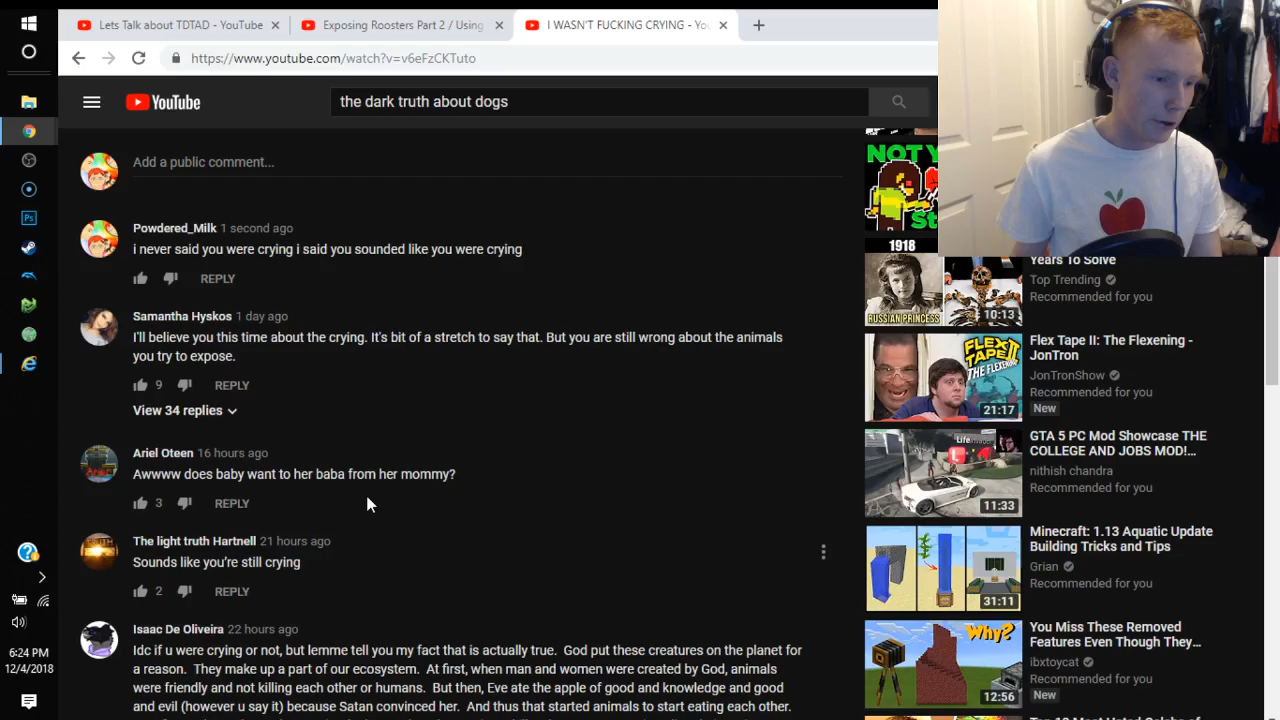 Lets Talk about TDTAD - YouTube
Exposing Roosters Part 2 / Using
I WASN'T FUCKING CRYING - Yo
https://www.youtube.com/watch?v=v6eFzCKTuto
YouTube
the dark truth about dogs
Add a public comment...
Powdered_Milk 1 second ago
i never said you were crying i said you sounded like you were crying
REPLY
Samantha Hyskos 1 day ago
I'll believe you this time about the crying. It's bit of a stretch to say that. But you are still wrong about the animals
you try to expose.
9 REPLY
View 34 replies
Ariel Oteen 16 hours ago
Awwww does baby want to her baba from her mommy?
3 REPLY
The light truth Hartnell 21 hours ago
Sounds like you're still crying
2 REPLY
Isaac De Oliveira 22 hours ago
Idc if u were crying or not, but lemme tell you my fact that is actually true. God put these creatures on the planet for
a reason. They make up a part of our ecosystem. At first, when man and women were created by God, animals
were friendly and not killing each other or humans. But then, Eve ate the apple of good and knowledge and good
and evil (however u say it) because Satan convinced her. And thus that started animals to start eating each other.
NOT Y
St
1918
RUSSIAN PRINCESS
10:13
Years To Solve
Top Trending
Recommended for you
FLEX
TAPE II
THE FLEXENING
21:17
Flex Tape II: The Flexening -
JonTron
JonTronShow
Recommended for you
New
Lifeinvader
L
11:33
GTA 5 PC Mod Showcase THE
COLLEGE AND JOBS MOD!...
nithish chandra
Recommended for you
31:11
Minecraft: 1.13 Aquatic Update
Building Tricks and Tips
Grian
Recommended for you
Why?
12:56
You Miss These Removed
Features Even Though They...
ibxtoycat
Recommended for you
New
Ps
6:24 PM
12/4/2018